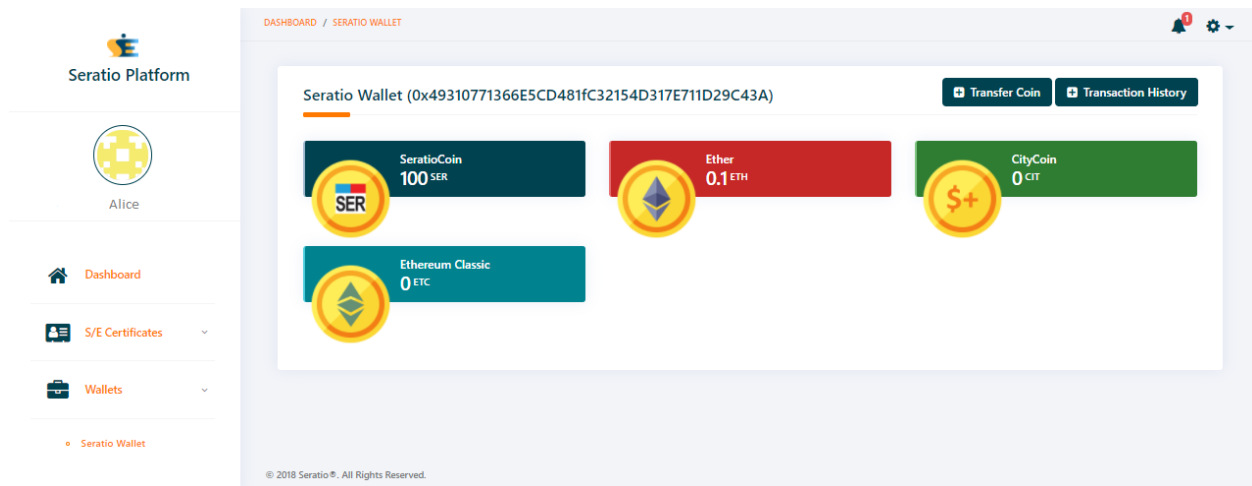 Seratio Platform
Alice
Dashboard
S/E Certificates
Wallets
Seratio Wallet
DASHBOARD / SERATIO WALLET
1
Seratio Wallet (0x49310771366E5CD481fC32154D317E711D29C43A)
Transfer Coin
Transaction History
SeratioCoin
100 SER
SER
Ether
0.1 ETH
CityCoin
0 CIT
$+
Ethereum Classic
0 ETC
© 2018 Seratio®. All Rights Reserved.